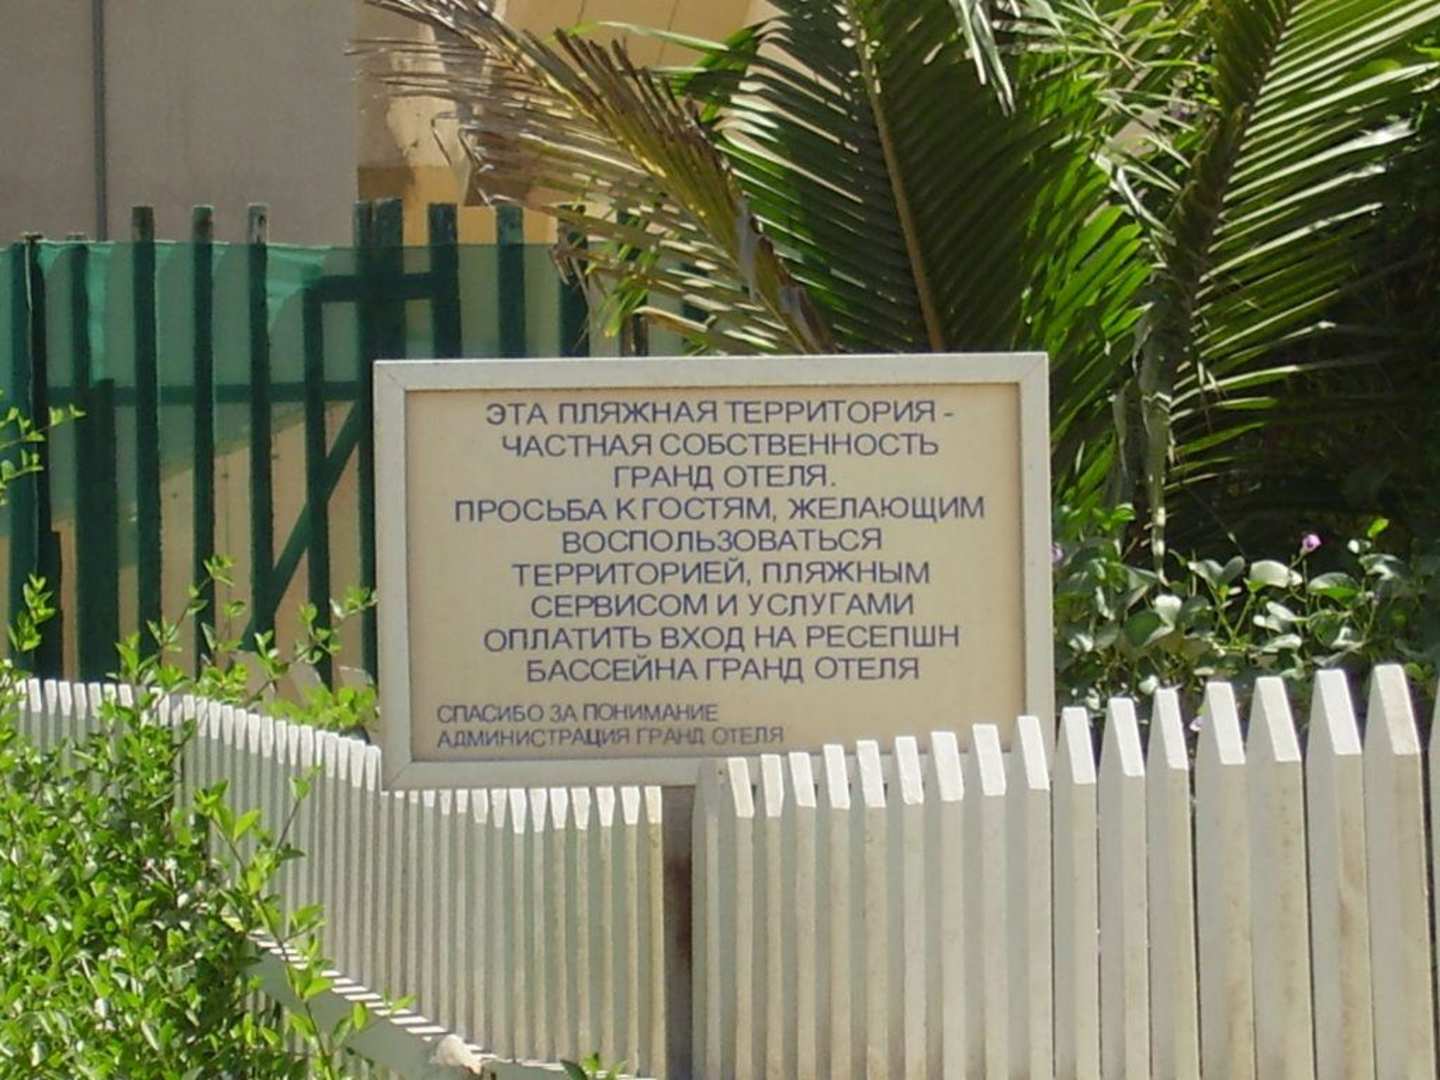 ЭТА ПЛЯЖНАЯ ТЕРРИТОРИЯ -
ЧАСТНАЯ СОБСТВЕННОСТЬ
ГРАНД ОТЕЛЯ.
ПРОСЬБА К ГОСТЯМ, ЖЕЛАЮЩИМ
ВОСПОЛЬЗОВАТЬСЯ
ТЕРРИТОРИЕЙ, ПЛЯЖНЫМ
СЕРВИСОМ И УСЛУГАМИ
ОПЛАТИТЬ ВХОД НА РЕСЕПШН
БАССЕЙНА ГРАНД ОТЕЛЯ
СПАСИБО ЗА ПОНИМАНИЕ
АДМИНИСТРАЦИЯ ГРАНД ОТЕЛЯ